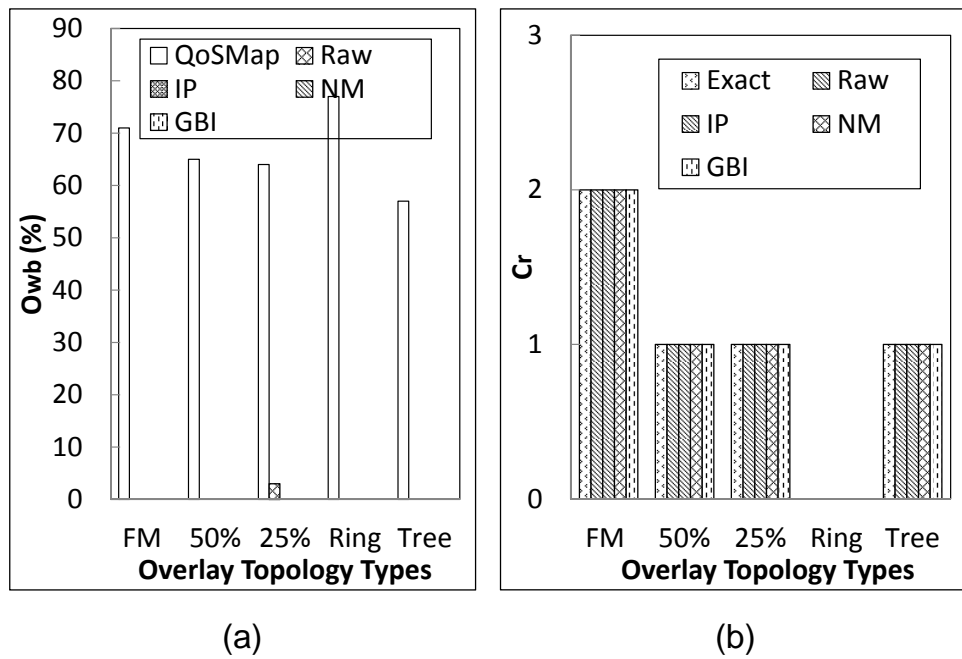 90
80
70
60
50
40
30
20
10
0
Owb (%)
QoSMap Raw
IP NM
GBI
FM 50% 25% Ring Tree
Overlay Topology Types
(a)
3
2
1
0
Cr
Exact Raw
IP NM
GBI
FM 50% 25% Ring Tree
Overlay Topology Types
(b)